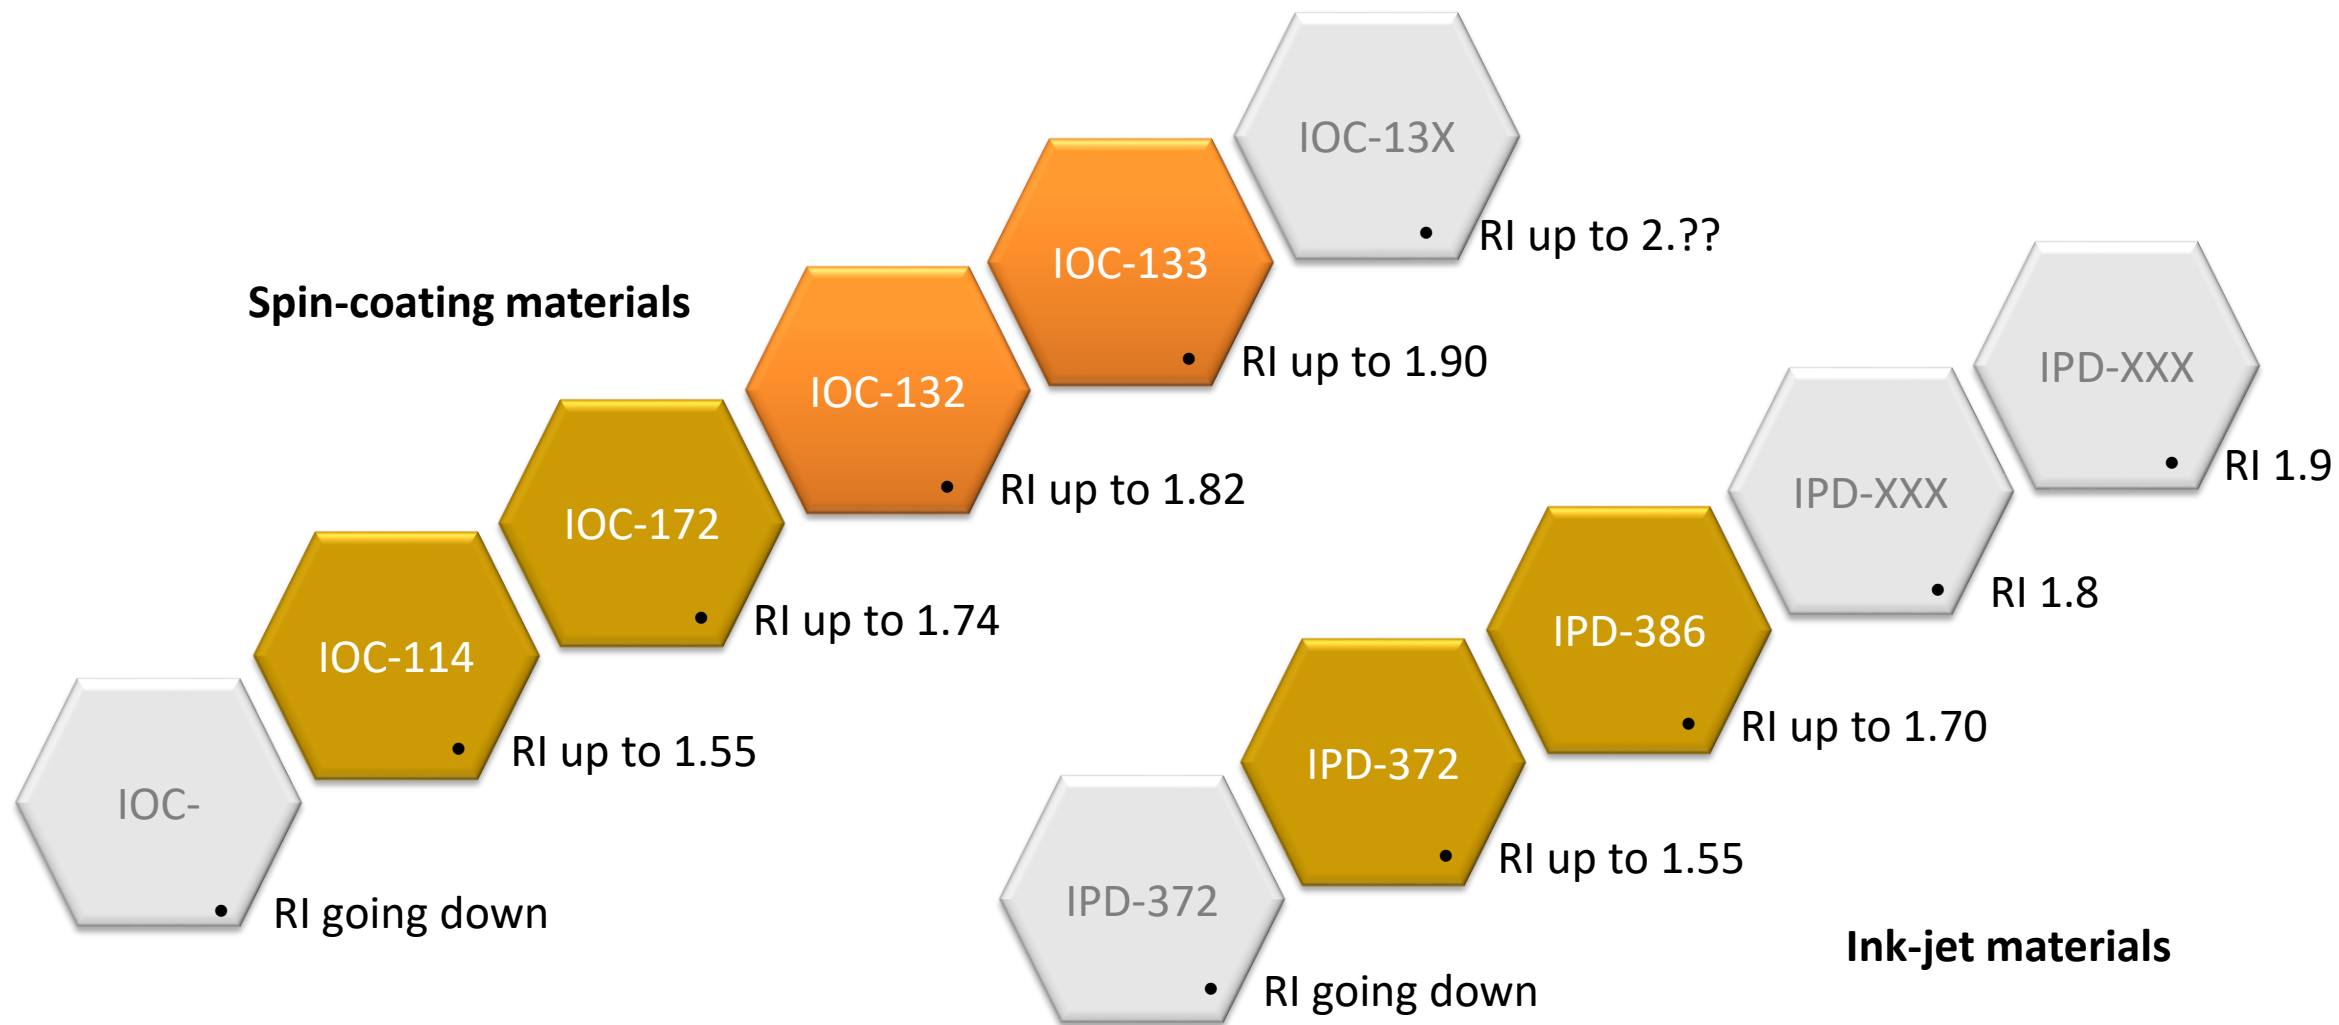 Spin-coating materials
IOC-
RI going down
IOC-114
RI up to 1.55
IOC-172
RI up to 1.74
IOC-132
RI up to 1.82
IOC-133
RI up to 1.90
IOC-13X
RI up to 2.??
Ink-jet materials
IPD-372
RI going down
IPD-372
RI up to 1.55
IPD-386
RI up to 1.70
IPD-XXX
RI 1.8
IPD-XXX
RI 1.9